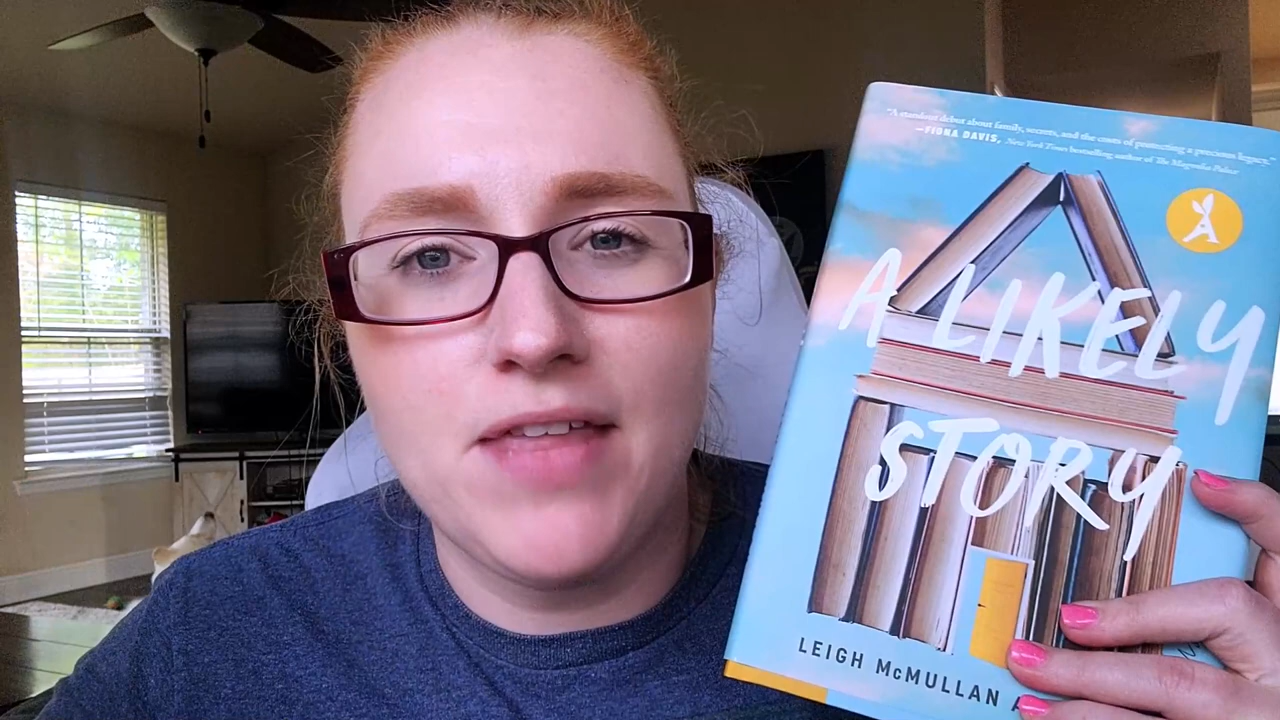 "A standout debut about family, secrets, and the costs of protecting a precious legacy."
—FIONA DAVIS, New York Times bestselling author of The Magnolia Palace
A LIKELY
STORY
LEIGH McMULLAN A